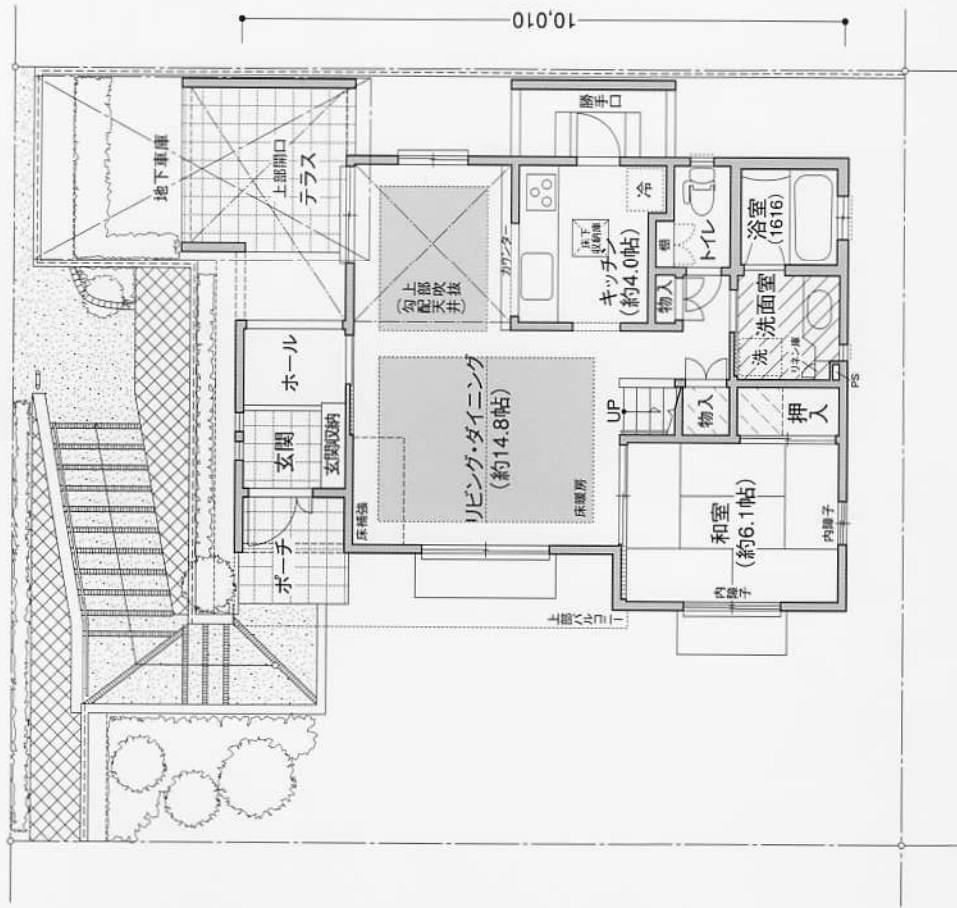 10,010
地下車庫
上部開口
テラス
勝手口
ホール
玄関
玄関収納
ポーチ
床補強
上部吹抜
(勾配天井)
カウンター
リビング・ダイニング
(約14.8帖)
床暖房
キッチン
(約4.0帖)
床下
収納庫
冷
棚
トイレ
物入
浴室
(1616)
洗面室
洗
リネン庫
PS
UP
物入
押入
和室
(約6.1帖)
内障子
内障子
上部バルコニー